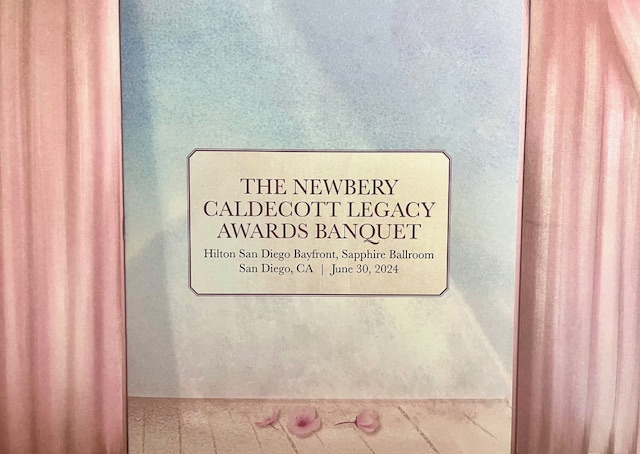 THE NEWBERY
CALDECOTT LEGACY
AWARDS BANQUET
Hilton San Diego Bayfront, Sapphire Ballroom
San Diego, CA | June 30, 2024